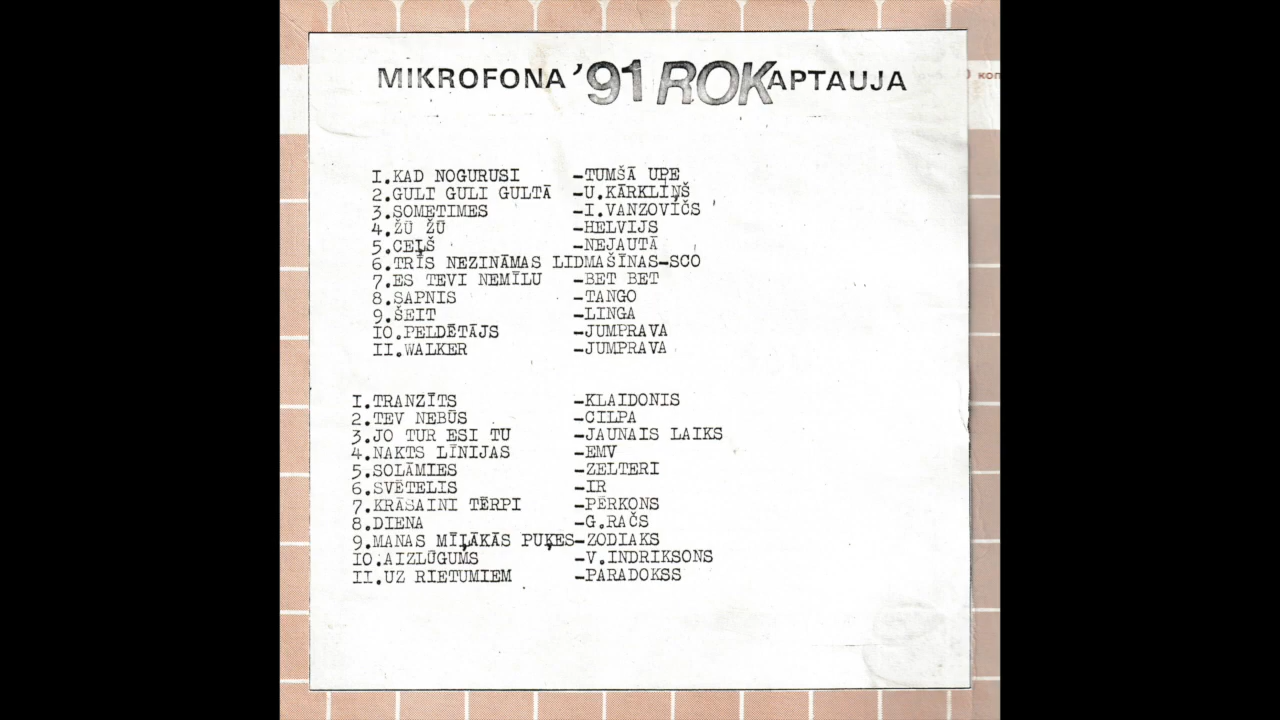 MIKROFONA '91 ROKAPTAUJA
коп
I.KAD NOGURUSI -TUMŠĀ UPE
2.GULI GULI GULTĀ -U.KĀRKLIŅŠ
3.SOMETIMES -I.VANZOVIČS
4.ŽŪ ŽŪ -HELVIJS
5.CEĻŠ -NEJAUTĀ
6.TRĪS NEZINĀMAS LIDMAŠĪNAS-SCO
7.ES TEVI NEMĪLU -BET BET
8.SAPNIS -TANGO
9.ŠEIT -LINGA
IO.PELDĒTĀJS -JUMPRAVA
II.WALKER -JUMPRAVA
I.TRANZĪTS -KLAIDONIS
2.TEV NEBŪS -CILPA
3.JO TUR ESI TU -JAUNAIS LAIKS
4.NAKTS LĪNIJAS -EMV
5.SOLĀMIES -ZELTERI
6.SVĒTELIS -IR
7.KRĀSAINI TĒRPI -PĒRKONS
8.DIENA -G.RAČS
9.MANAS MĪĻĀKĀS PUĶES-ZODIAKS
IO.AIZLŪGUMS -V.INDRIKSONS
II.UZ RIETUMIEM -PARADOKSS